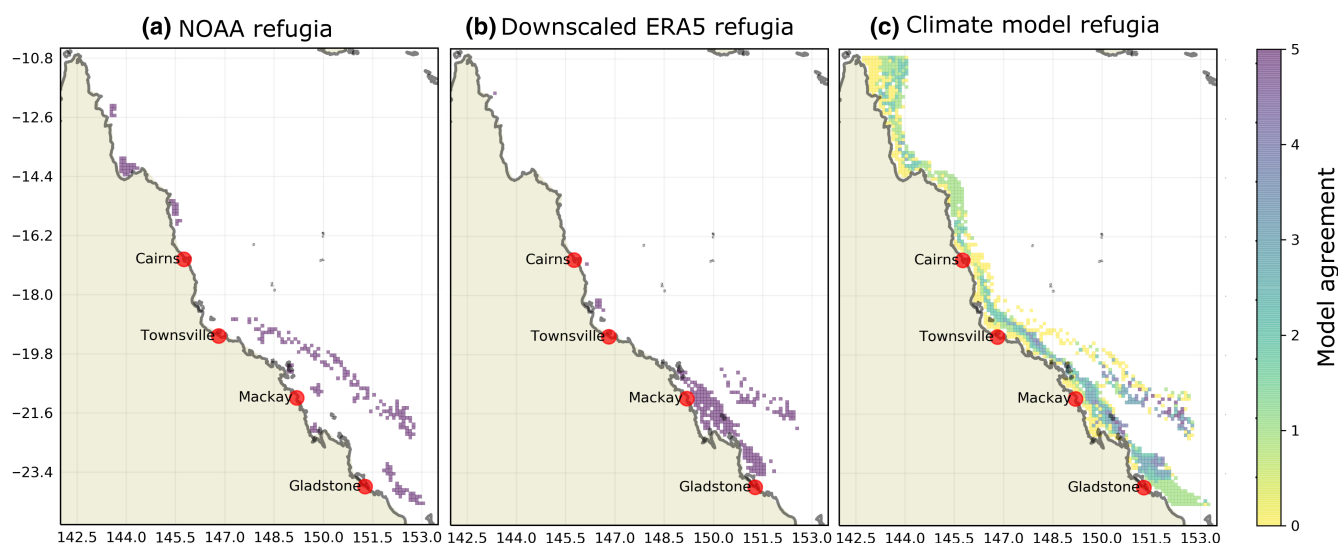 (a) NOAA refugia
(b) Downscaled ERA5 refugia
(c) Climate model refugia
−10.8
−12.6
−14.4
−16.2
−18.0
−19.8
−21.6
−23.4
Cairns
Townsville
Mackay
Gladstone
142.5 144.0 145.5 147.0 148.5 150.0 151.5 153.0
Cairns
Townsville
Mackay
Gladstone
142.5 144.0 145.5 147.0 148.5 150.0 151.5 153.0
Cairns
Townsville
Mackay
Gladstone
142.5 144.0 145.5 147.0 148.5 150.0 151.5 153.0
5
4
3
2
1
0
Model agreement